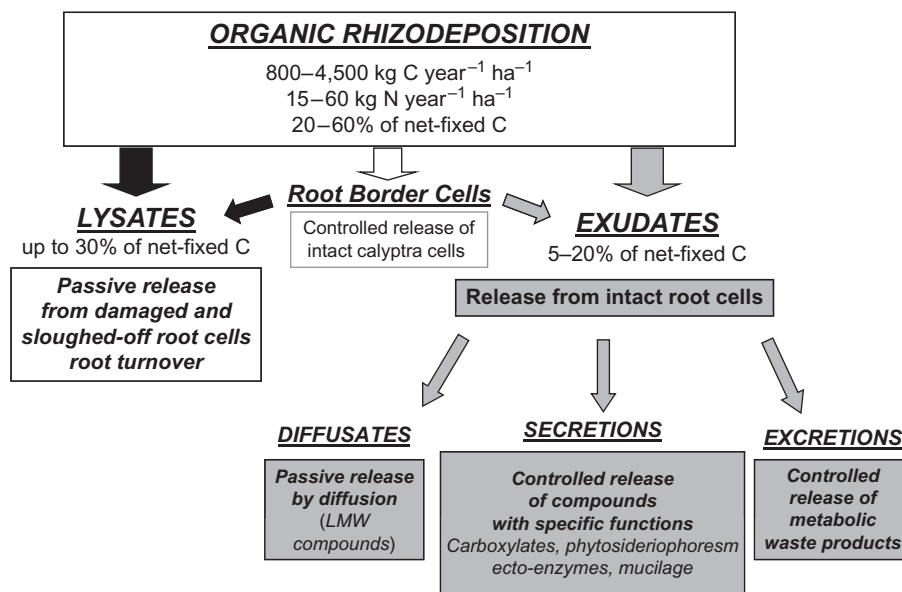 ORGANIC RHIZODEPOSITION
800–4,500 kg C year⁻¹ ha⁻¹
15–60 kg N year⁻¹ ha⁻¹
20–60% of net-fixed C
Root Border Cells
Controlled release of
intact calyptra cells
LYSATES
up to 30% of net-fixed C
Passive release
from damaged and
sloughed-off root cells
root turnover
EXUDATES
5–20% of net-fixed C
Release from intact root cells
DIFFUSATES
Passive release
by diffusion
(LMW
compounds)
SECRETIONS
Controlled release
of compounds
with specific functions
Carboxylates, phytosideriophoresm
ecto-enzymes, mucilage
EXCRETIONS
Controlled
release of
metabolic
waste products